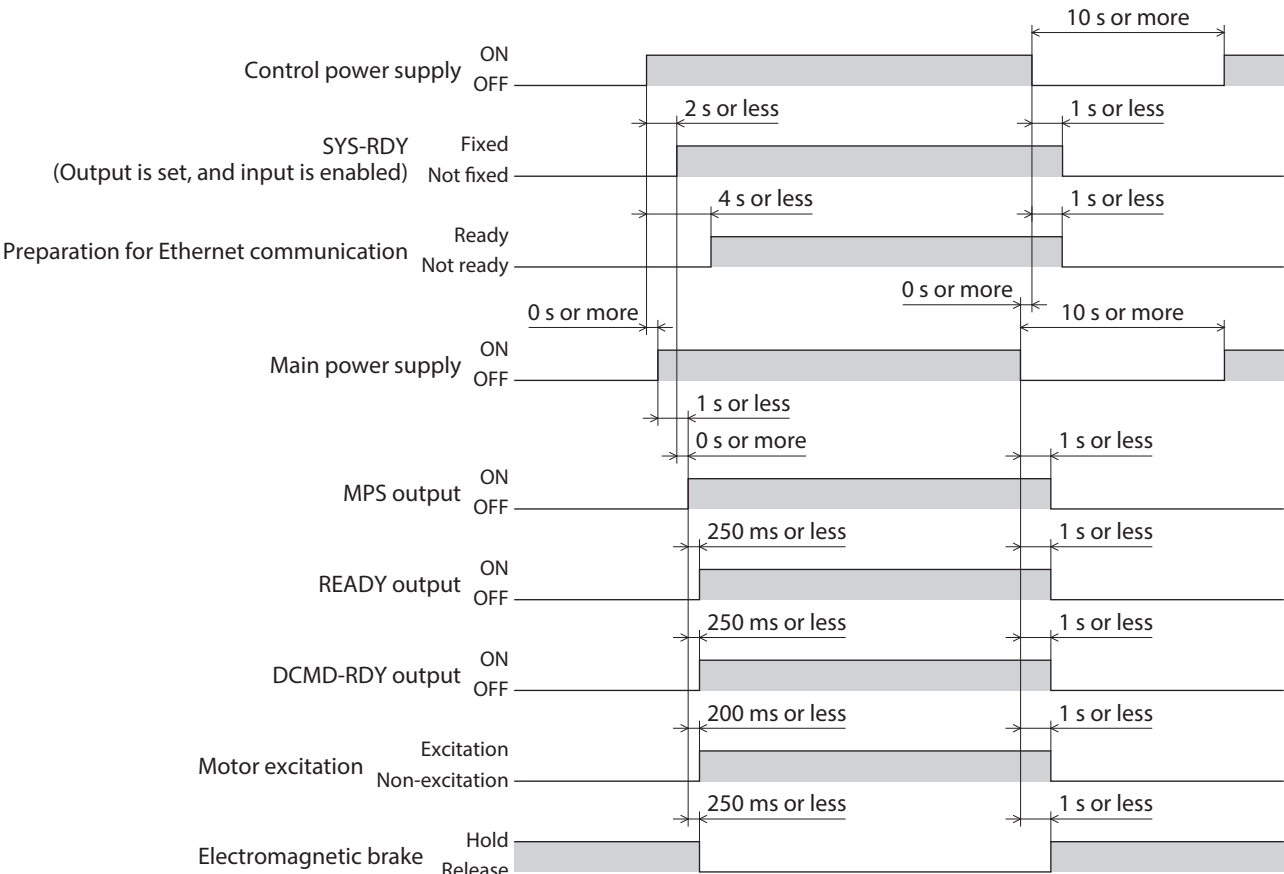 10 s or more
Control power supply ON
OFF
2 s or less 1 s or less
SYS-RDY Fixed
(Output is set, and input is enabled) Not fixed
4 s or less 1 s or less
Preparation for Ethernet communication Ready
Not ready
0 s or more 0 s or more 10 s or more
Main power supply ON
OFF
1 s or less
0 s or more 1 s or less
MPS output ON
OFF
250 ms or less 1 s or less
READY output ON
OFF
250 ms or less 1 s or less
DCMD-RDY output ON
OFF
200 ms or less 1 s or less
Motor excitation Excitation
Non-excitation
250 ms or less 1 s or less
Electromagnetic brake Hold
Release